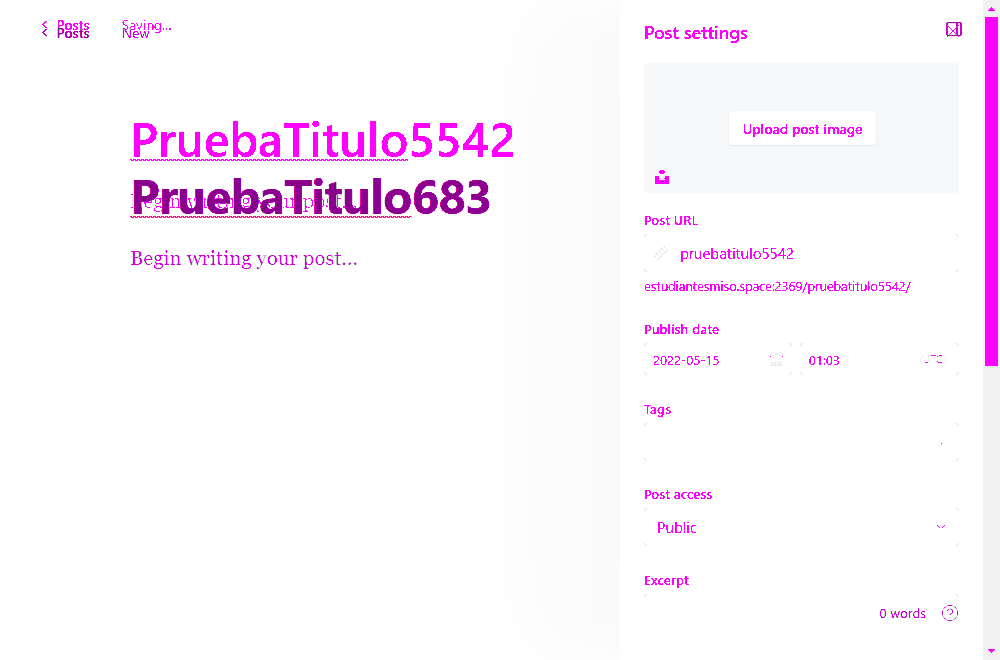 Posts
Saving...
Posts
New
Post settings
Upload post image
PruebaTitulo5542
PruebaTitulo683
Begin writing your post...
Begin writing your post...
Post URL
pruebatitulo5542
estudiantesmiso.space:2369/pruebatitulo5542/
Publish date
2022-05-15
01:03
Tags
Post access
Public
Excerpt
0 words
?